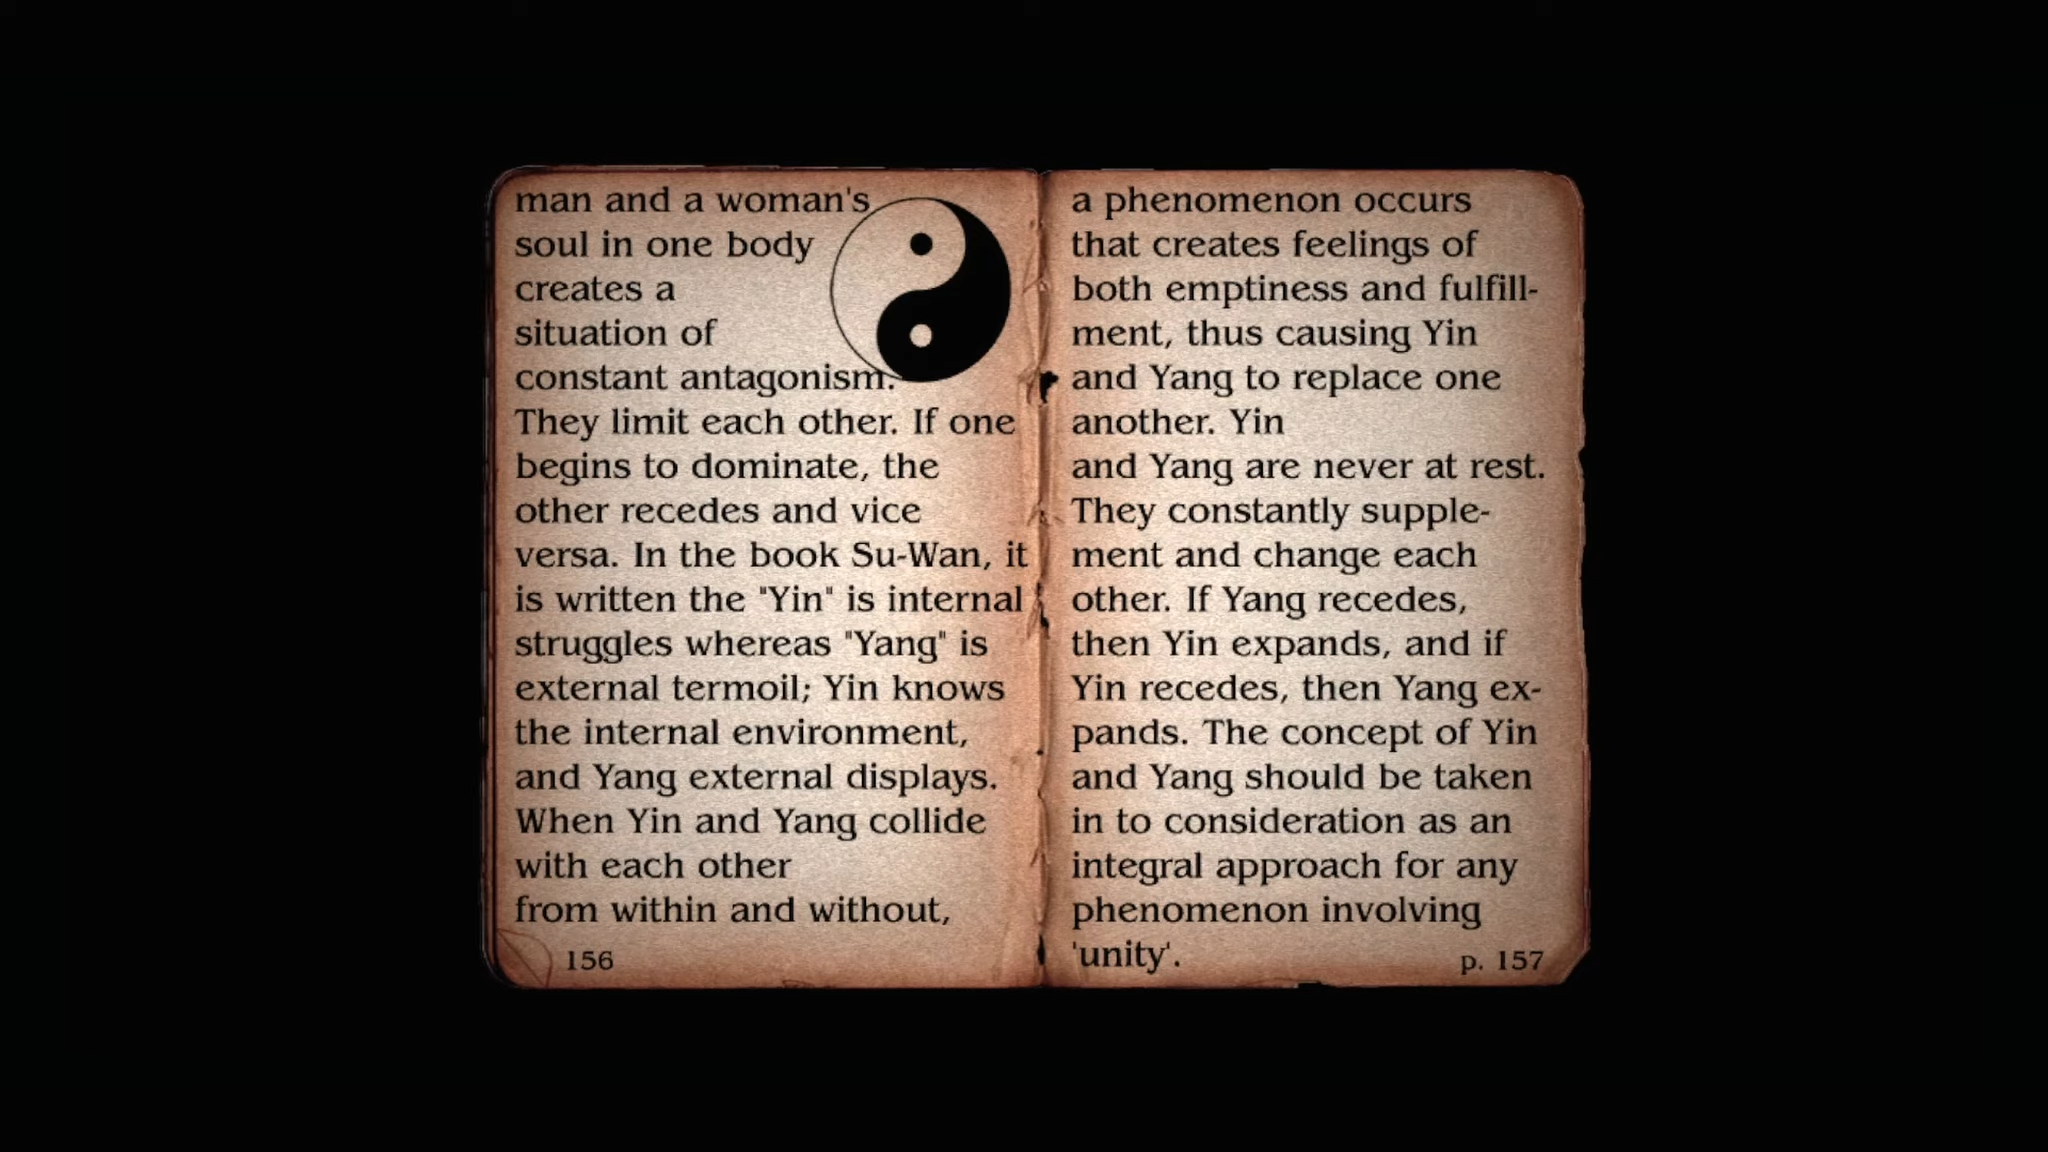 man and a woman's
soul in one body
creates a
situation of
constant antagonism.
They limit each other. If one
begins to dominate, the
other recedes and vice
versa. In the book Su-Wan, it
is written the "Yin" is internal
struggles whereas "Yang" is
external termoil; Yin knows
the internal environment,
and Yang external displays.
When Yin and Yang collide
with each other
from within and without,
156
a phenomenon occurs
that creates feelings of
both emptiness and fulfill-
ment, thus causing Yin
and Yang to replace one
another. Yin
and Yang are never at rest.
They constantly supple-
ment and change each
other. If Yang recedes,
then Yin expands, and if
Yin recedes, then Yang ex-
pands. The concept of Yin
and Yang should be taken
in to consideration as an
integral approach for any
phenomenon involving
'unity'.
p. 157